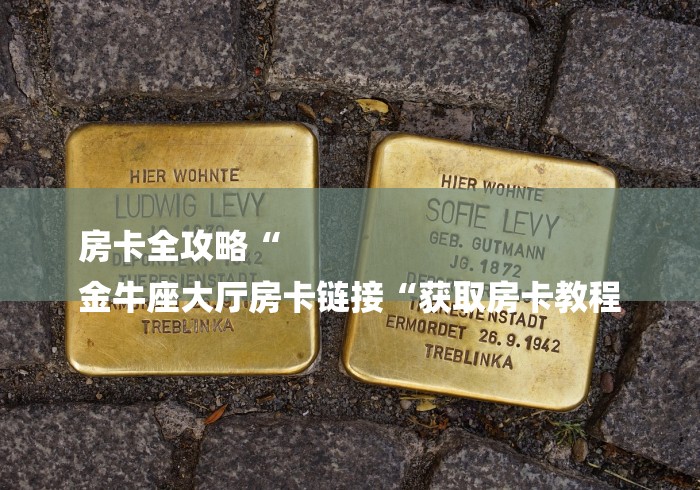 HIER WOHNTE
LUDWIG LEVY
THERESIENSTADT
TREBLINKA
HIER WOHNTE
SOFIE LEVY
GEB. GUTMANN
JG. 1872
THERESIENSTADT
ERMORDET 26.9.1942
TREBLINKA
房卡全攻略“
金牛座大厅房卡链接“获取房卡教程